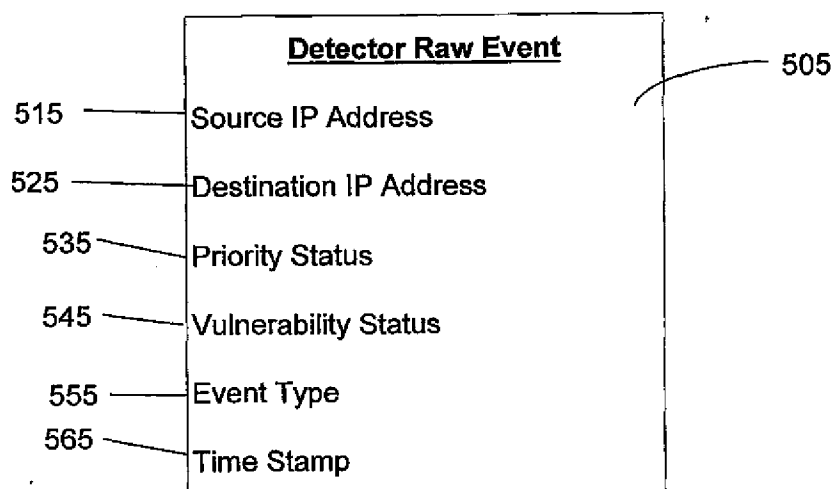 Detector Raw Event
505
515 Source IP Address
525 Destination IP Address
535 Priority Status
545 Vulnerability Status
555 Event Type
565 Time Stamp